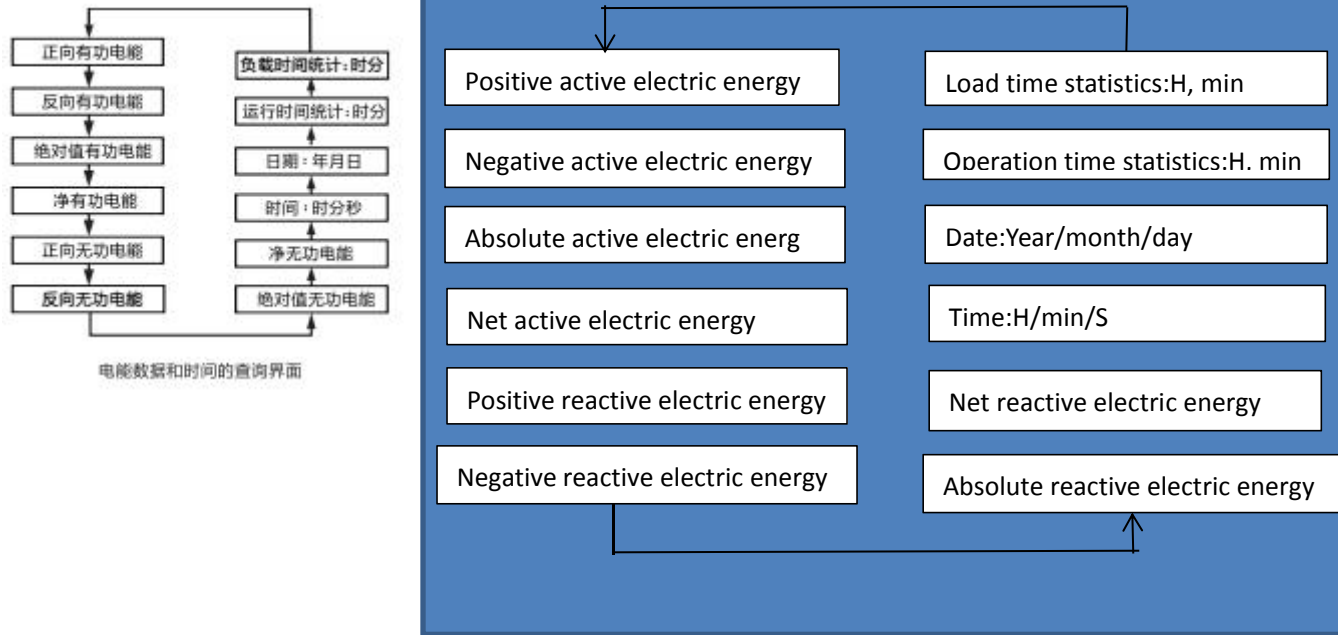 正向有功电能
反向有功电能
绝对值有功电能
净有功电能
正向无功电能
反向无功电能
负载时间统计:时分
运行时间统计:时分
日期:年月日
时间:时分秒
净无功电能
绝对值无功电能
电能数据和时间的查询界面
Positive active electric energy
Negative active electric energy
Absolute active electric energ
Net active electric energy
Positive reactive electric energy
Negative reactive electric energy
Load time statistics:H, min
Operation time statistics:H. min
Date:Year/month/day
Time:H/min/S
Net reactive electric energy
Absolute reactive electric energy